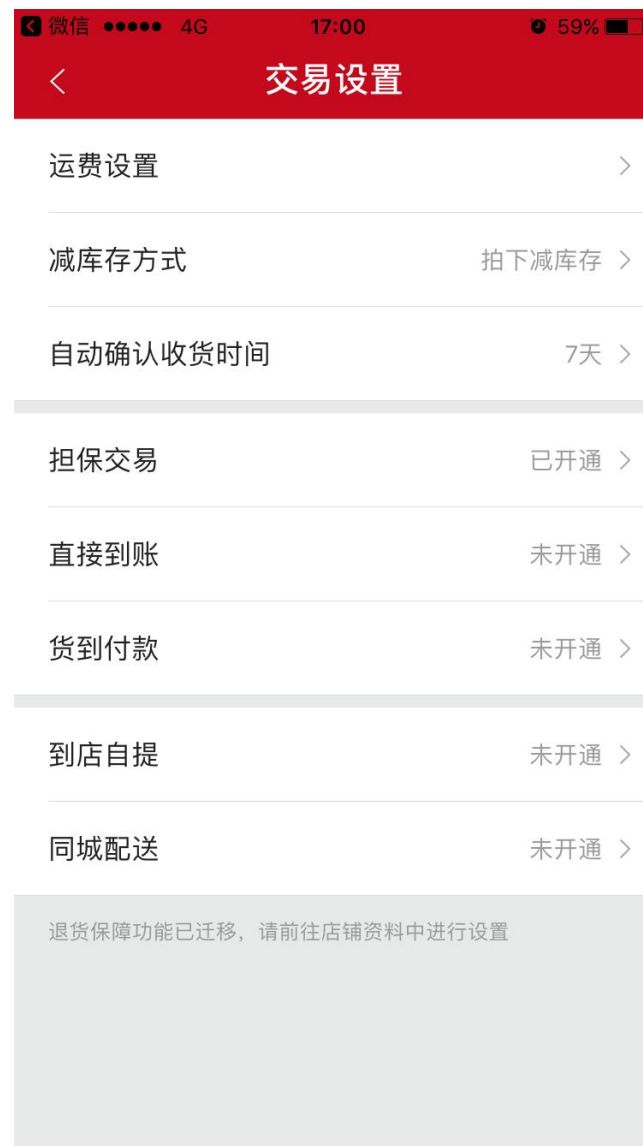 微信 4G 17:00 59%
交易设置
运费设置
减库存方式 拍下减库存
自动确认收货时间 7天
担保交易 已开通
直接到账 未开通
货到付款 未开通
到店自提 未开通
同城配送 未开通
退货保障功能已迁移，请前往店铺资料中进行设置